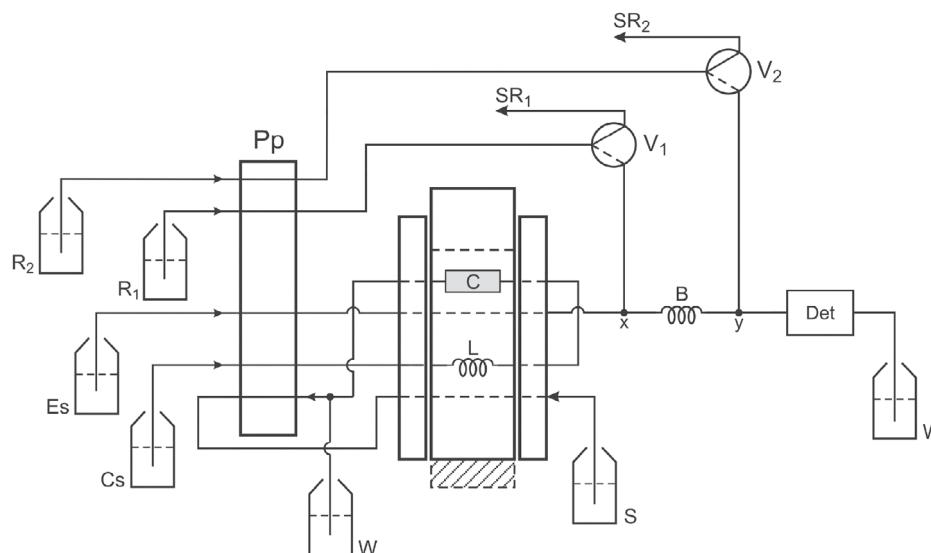 SR₂
V₂
SR₁
Pp
V₁
R₂
R₁
C
B
x
y
Det
L
Es
Cs
S
W
W